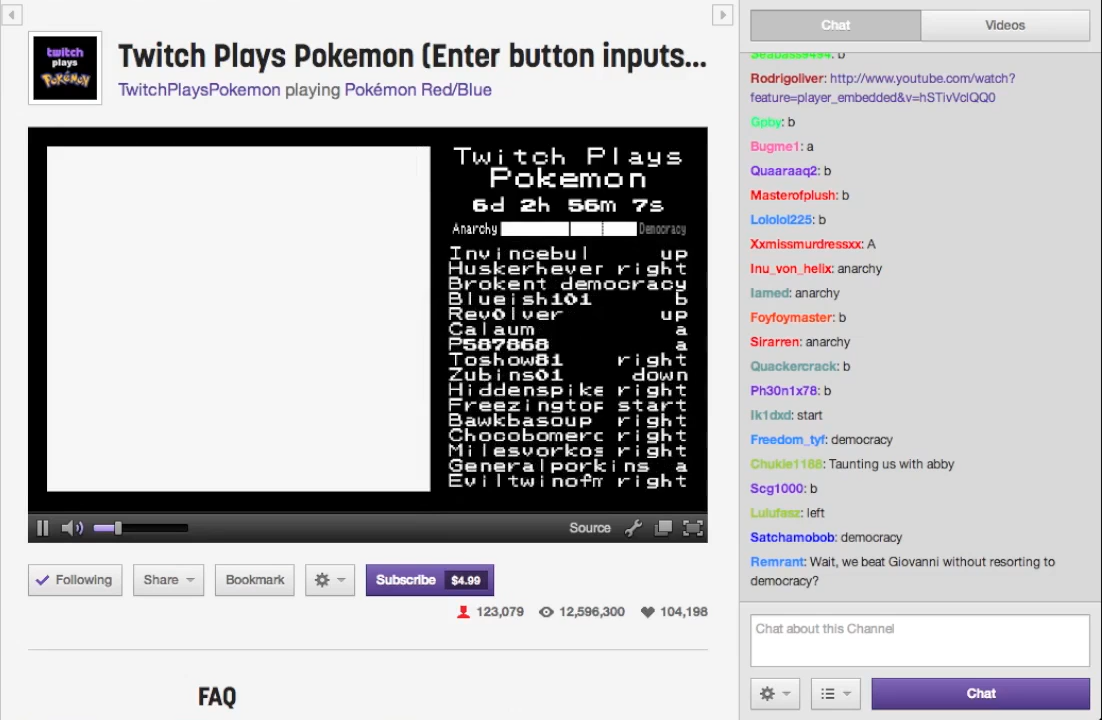 twitch
plays
POKéMON
Twitch Plays Pokemon (Enter button inputs...
TwitchPlaysPokemon playing Pokémon Red/Blue
Twitch Plays
Pokemon
6d 2h 56m 7s
Anarchy Democracy
Invincebul up
Huskerhever right
Brokent democracy
Blueish101 b
Rev0lver up
Calaum a
P587868 a
Toshow81 right
Zubins01 down
Hiddenspike right
Freezingtop start
Bawkbasoup right
Chocobomerc right
Milesvorkos right
Generalporkins a
Eviltwinofm right
Source
Following
Share
Bookmark
Subscribe $4.99
123,079 12,596,300 104,198
FAQ
Chat Videos
Seabass9494: b
Rodrigoliver: http://www.youtube.com/watch?
feature=player_embedded&v=hSTivVclQQ0
Gpby: b
Bugme1: a
Quaaraaq2: b
Masterofplush: b
Lololol225: b
Xxmissmurdressxx: A
Inu_von_helix: anarchy
Iamed: anarchy
Foyfoymaster: b
Sirarren: anarchy
Quackercrack: b
Ph30n1x78: b
Ik1dxd: start
Freedom_tyf: democracy
Chukie1188: Taunting us with abby
Scg1000: b
Lulufasz: left
Satchamobob: democracy
Remrant: Wait, we beat Giovanni without resorting to
democracy?
Chat about this Channel
Chat